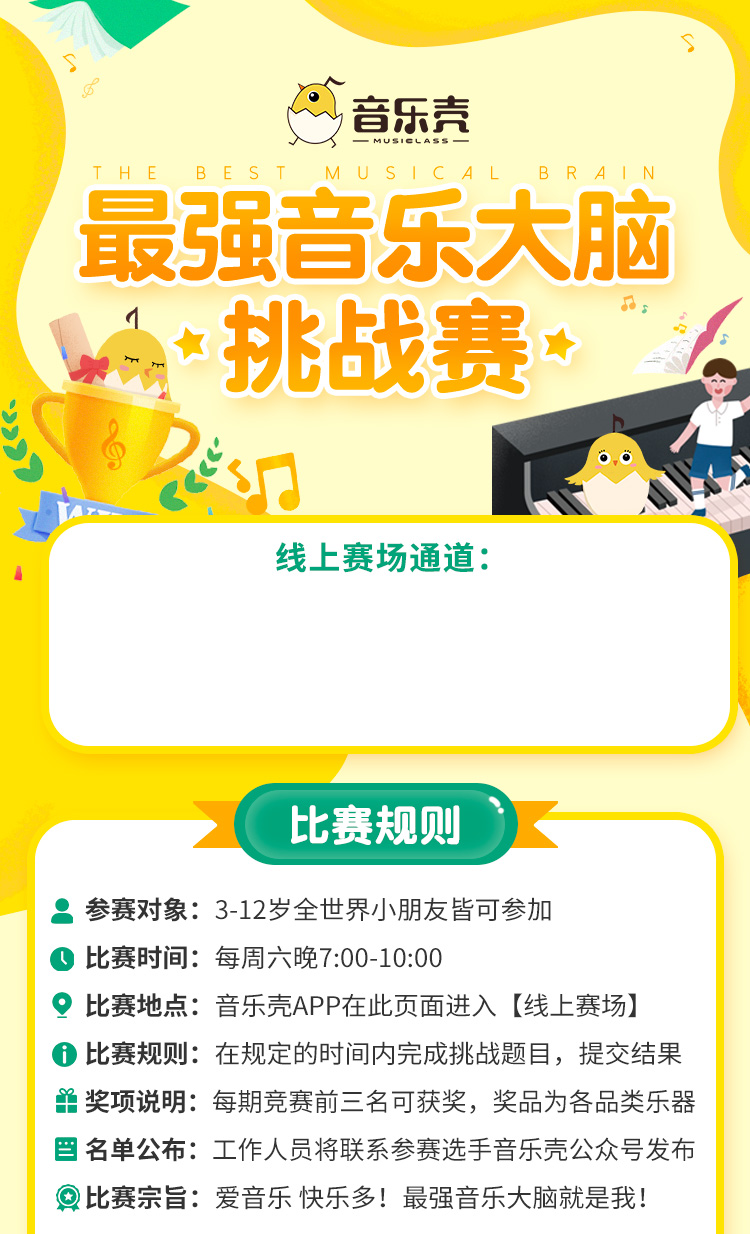 音乐壳
MUSICLASS
THE BEST MUSICAL BRAIN
最强音乐大脑
挑战赛
线上赛场通道：
比赛规则
参赛对象：3-12岁全世界小朋友皆可参加
比赛时间：每周六晚7:00-10:00
比赛地点：音乐壳APP在此页面进入【线上赛场】
比赛规则：在规定的时间内完成挑战题目，提交结果
奖项说明：每期竞赛前三名可获奖，奖品为各品类乐器
名单公布：工作人员将联系参赛选手音乐壳公众号发布
比赛宗旨：爱音乐 快乐多！最强音乐大脑就是我！